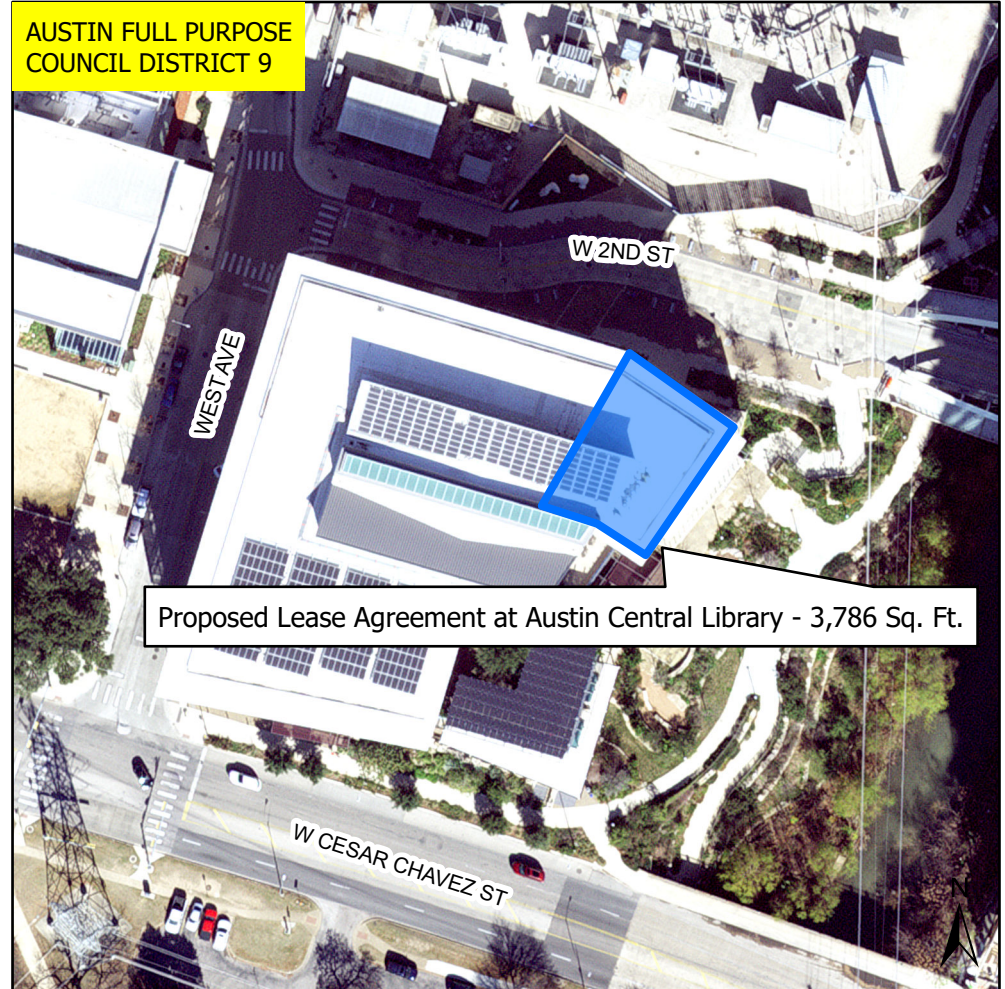 AUSTIN FULL PURPOSE
COUNCIL DISTRICT 9
W 2ND ST
WEST AVE
Proposed Lease Agreement at Austin Central Library - 3,786 Sq. Ft.
W CESAR CHAVEZ ST
N